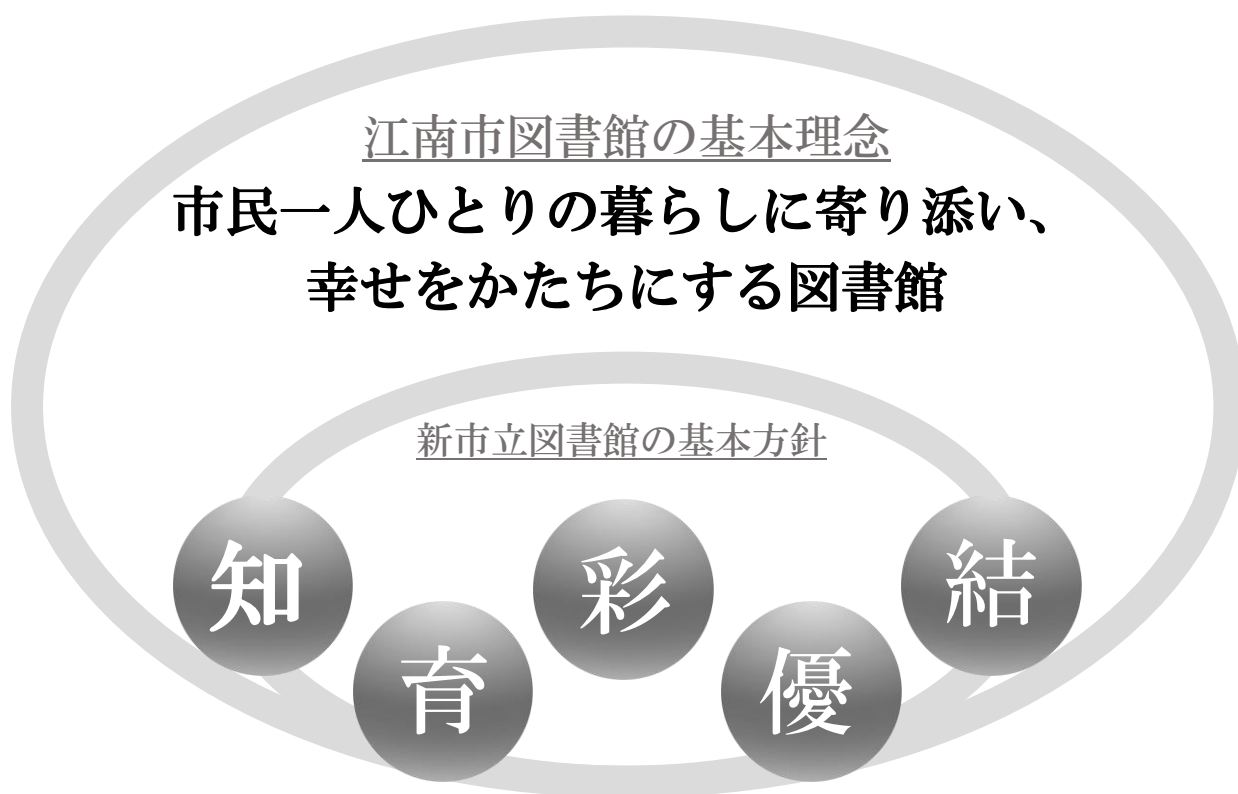 江南市図書館の基本理念
市民一人ひとりの暮らしに寄り添い、
幸せをかたちにする図書館
新市立図書館の基本方針
知
育
彩
優
結